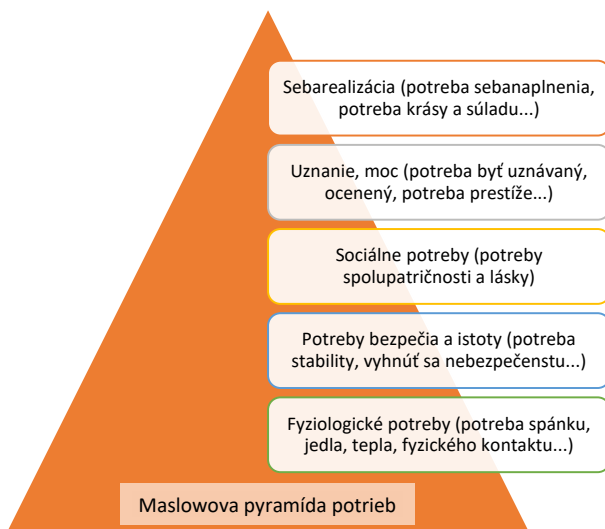 Sebarealizácia (potreba sebanaplnenia,
potreba krásy a súladu...)
Uznanie, moc (potreba byť uznávaný,
ocenený, potreba prestíže...)
Sociálne potreby (potreby
spolupatričnosti a lásky)
Potreby bezpečia a istoty (potreba
stability, vyhnúť sa nebezpečenstu...)
Fyziologické potreby (potreba spánku,
jedla, tepla, fyzického kontaktu...)
Maslowova pyramída potrieb